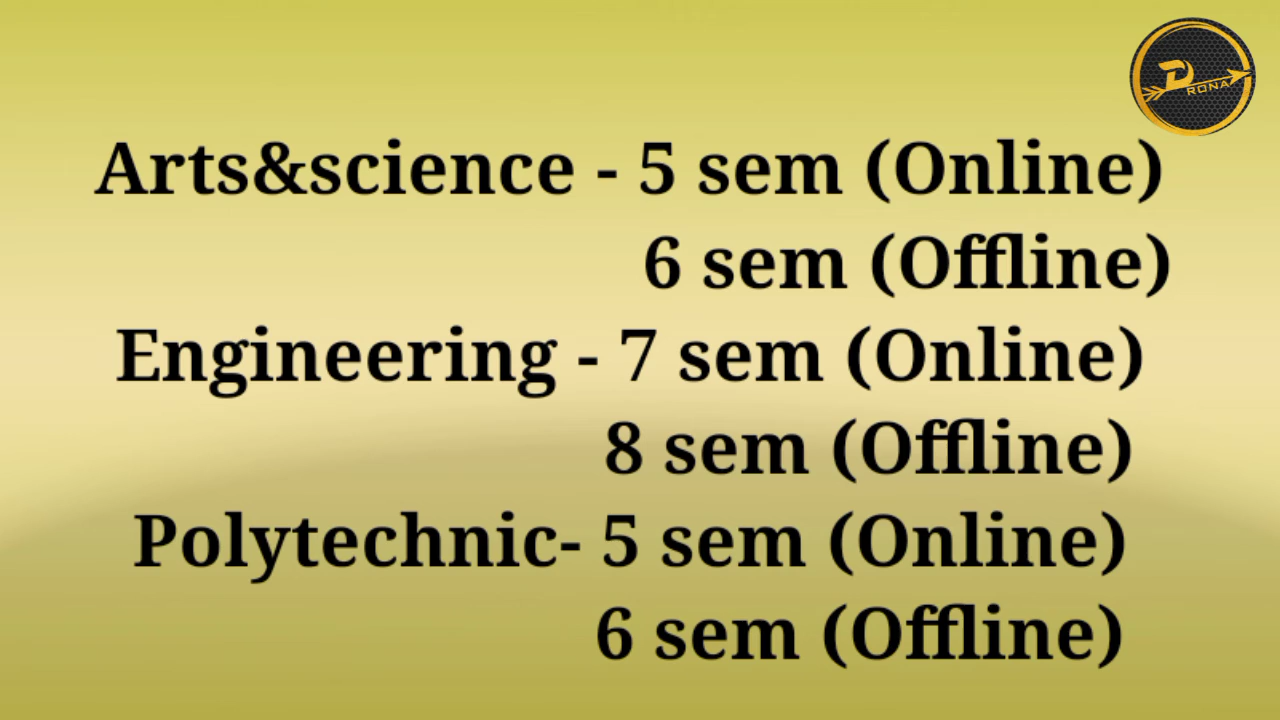 D
RONA
Arts&science - 5 sem (Online)
6 sem (Offline)
Engineering - 7 sem (Online)
8 sem (Offline)
Polytechnic- 5 sem (Online)
6 sem (Offline)